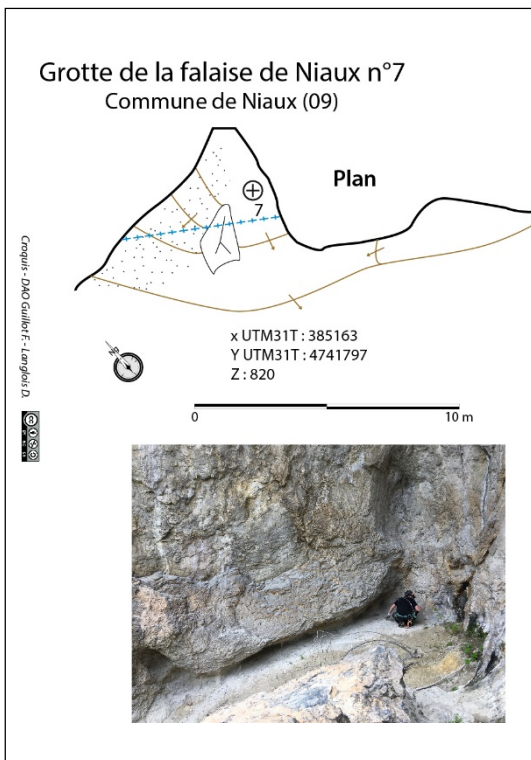 Grotte de la falaise de Niaux n°7
Commune de Niaux (09)
Plan
7
Croquis - DAO Guillot F. - Langlois D.
Ng
x UTM31T : 385163
Y UTM31T : 4741797
Z : 820
0
10 m